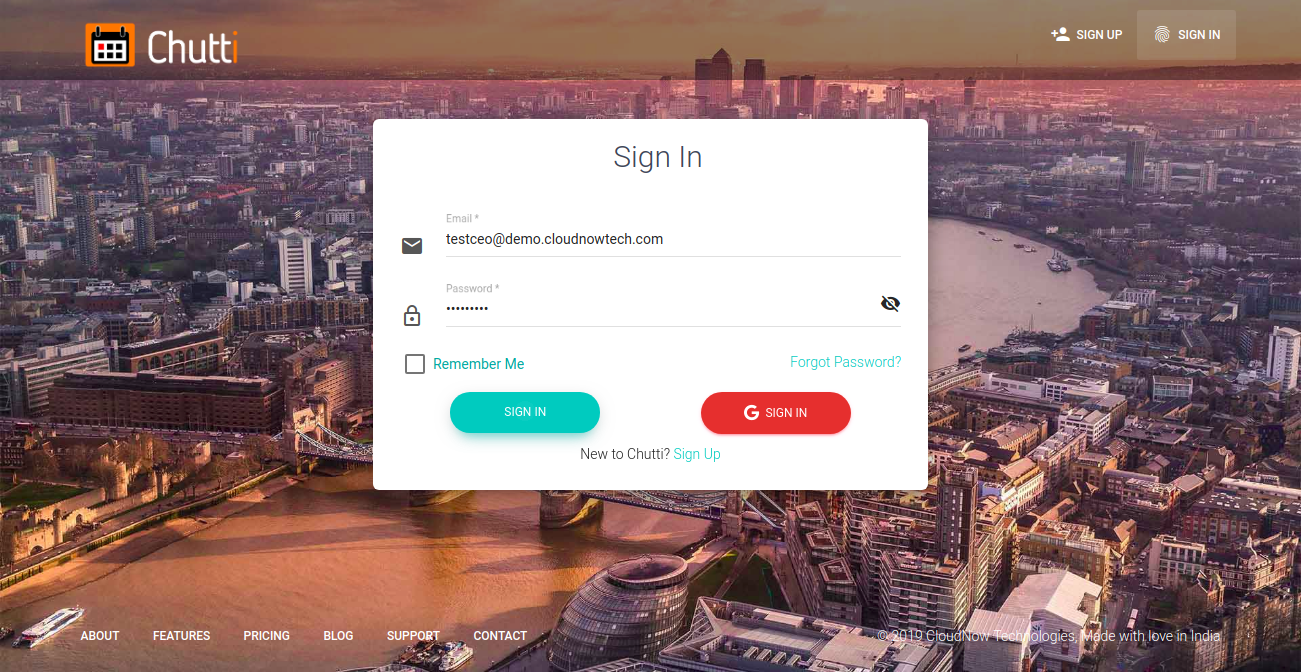 Chutti
SIGN UP
SIGN IN
Sign In
Email *
testceo@demo.cloudnowtech.com
Password *
•••••••••
Remember Me
Forgot Password?
SIGN IN
G SIGN IN
New to Chutti? Sign Up
ABOUT FEATURES PRICING BLOG SUPPORT CONTACT
© 2019 CloudNow Technologies, Made with love in India